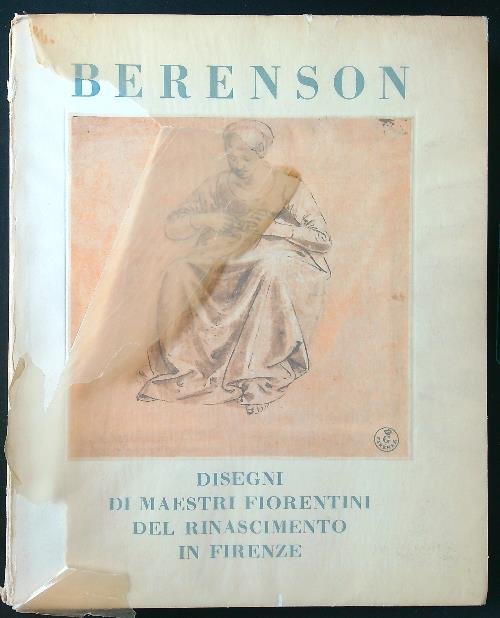 BERENSON
DISEGNI
DI MAESTRI FIORENTINI
DEL RINASCIMENTO
IN FIRENZE